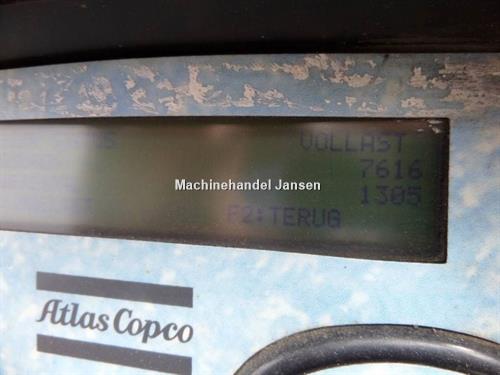 VOLLAST
7616
1305
F2:TERUG
Machinehandel Jansen
Atlas Copco